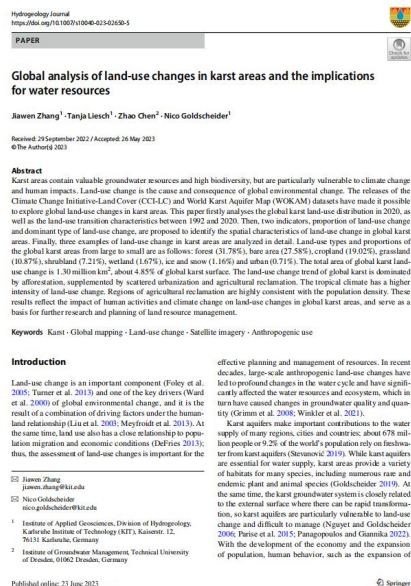 Hydrogeology Journal
https://doi.org/10.1007/s10040-023-02650-5
PAPER
Check for
updates
Global analysis of land-use changes in karst areas and the implications
for water resources
Jiawen Zhang1 · Tanja Liesch1 · Zhao Chen2 · Nico Goldscheider1
Received: 29 September 2022 / Accepted: 26 May 2023
© The Author(s) 2023
Abstract
Karst areas contain valuable groundwater resources and high biodiversity, but are particularly vulnerable to climate change
and human impacts. Land-use change is the cause and consequence of global environmental change. The releases of the
Climate Change Initiative-Land Cover (CCI-LC) and World Karst Aquifer Map (WOKAM) datasets have made it possible
to explore global land-use changes in karst areas. This paper firstly analyses the global karst land-use distribution in 2020, as
well as the land-use transition characteristics between 1992 and 2020. Then, two indicators, proportion of land-use change
and dominant type of land-use change, are proposed to identify the spatial characteristics of land-use change in global karst
areas. Finally, three examples of land-use change in karst areas are analyzed in detail. Land-use types and proportions of
the global karst areas from large to small are as follows: forest (31.78%), bare area (27.58%), cropland (19.02%), grassland
(10.87%), shrubland (7.21%), wetland (1.67%), ice and snow (1.16%) and urban (0.71%). The total area of global karst land-
use change is 1.30 million km2, about 4.85% of global karst surface. The land-use change trend of global karst is dominated
by afforestation, supplemented by scattered urbanization and agricultural reclamation. The tropical climate has a higher
intensity of land-use change. Regions of agricultural reclamation are highly consistent with the population density. These
results reflect the impact of human activities and climate change on land-use changes in global karst areas, and serve as a
basis for further research and planning of land resource management.
Keywords Karst · Global mapping · Land-use change · Satellite imagery · Anthropogenic use
Introduction
Land-use change is an important component (Foley et al.
2005; Turner et al. 2013) and one of the key drivers (Ward
et al. 2000) of global environmental change, and it is the
result of a combination of driving factors under the human-
land relationship (Liu et al. 2003; Meyfroidt et al. 2013). At
the same time, land use also has a close relationship to popu-
lation migration and economic conditions (DeFries 2013);
thus, the assessment of land-use changes is important for the
Jiawen Zhang
jiawen.zhang@kit.edu
Nico Goldscheider
nico.goldscheider@kit.edu
1 Institute of Applied Geosciences, Division of Hydrogeology,
Karlsruhe Institute of Technology (KIT), Kaiserstr. 12,
76131 Karlsruhe, Germany
2 Institute of Groundwater Management, Technical University
of Dresden, 01062 Dresden, Germany
effective planning and management of resources. In recent
decades, large-scale anthropogenic land-use changes have
led to profound changes in the water cycle and have signifi-
cantly affected the water resources and ecosystem, which in
turn have caused changes in groundwater quality and quan-
tity (Grimm et al. 2008; Winkler et al. 2021).
Karst aquifers make important contributions to the water
supply of many regions, cities and countries; about 678 mil-
lion people or 9.2% of the world's population rely on freshwa-
ter from karst aquifers (Stevanović 2019). While karst aquifers
are essential for water supply, karst areas provide a variety
of habitats for many species, including numerous rare and
endemic plant and animal species (Goldscheider 2019). At
the same time, the karst groundwater system is closely related
to the external surface where there can be rapid transforma-
tion, so karst aquifers are particularly vulnerable to land-use
change and difficult to manage (Nguyet and Goldscheider
2006; Parise et al. 2015; Panagopoulos and Giannika 2022).
With the development of the economy and the expansion
of population, human behavior, such as the expansion of
Published online: 23 June 2023
Springer